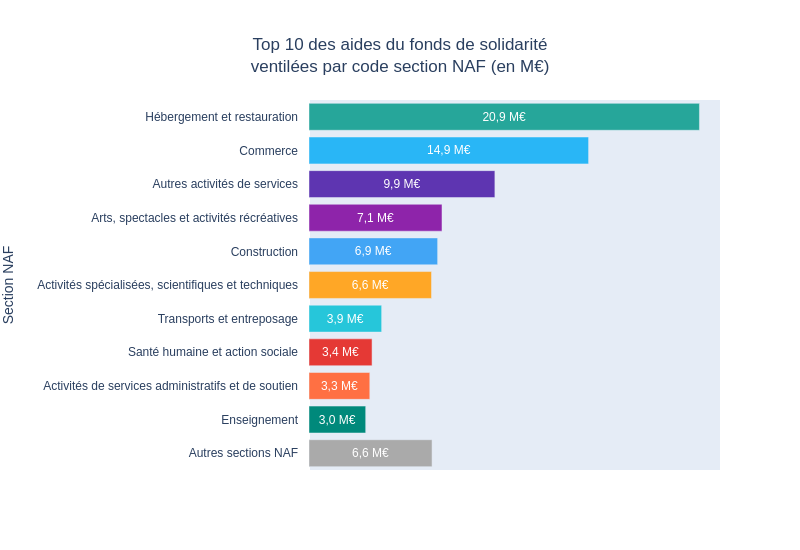 Top 10 des aides du fonds de solidarité
ventilées par code section NAF (en M€)
Section NAF
Hébergement et restauration 20,9 M€
Commerce 14,9 M€
Autres activités de services 9,9 M€
Arts, spectacles et activités récréatives 7,1 M€
Construction 6,9 M€
Activités spécialisées, scientifiques et techniques 6,6 M€
Transports et entreposage 3,9 M€
Santé humaine et action sociale 3,4 M€
Activités de services administratifs et de soutien 3,3 M€
Enseignement 3,0 M€
Autres sections NAF 6,6 M€